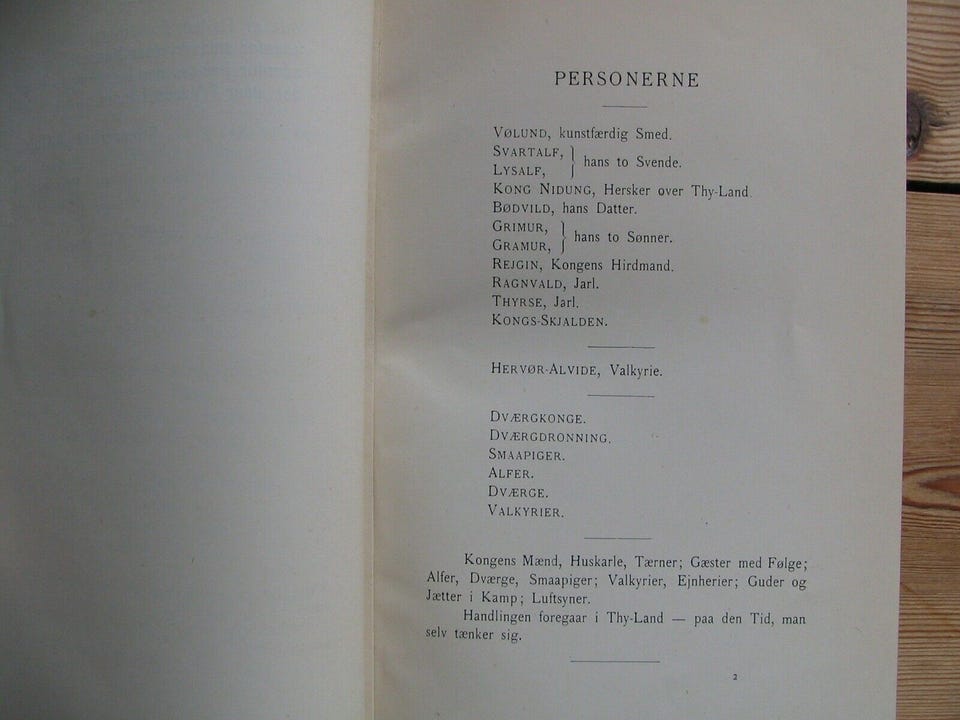 PERSONERNE
VØLUND, kunstfærdig Smed.
SVARTALF,
LYSALF,
} hans to Svende.
KONG NIDUNG, Hersker over Thy-Land.
BØDVILD, hans Datter.
GRIMUR,
GRAMUR,
} hans to Sønner.
REJGIN, Kongens Hirdmand.
RAGNVALD, Jarl.
THYRSE, Jarl.
KONGS-SKJALDEN.
HERVØR-ALVIDE, Valkyrie.
DVÆRGKONGE.
DVÆRGDRONNING.
SMAAPIGER.
ALFER.
DVÆRGE.
VALKYRIER.
Kongens Mænd, Huskarle, Tærner; Gæster med Følge;
Alfer, Dværge, Smaapiger; Valkyrier, Ejnherier; Guder og
Jætter i Kamp; Luftsyner.
Handlingen foregaar i Thy-Land — paa den Tid, man
selv tænker sig.
2